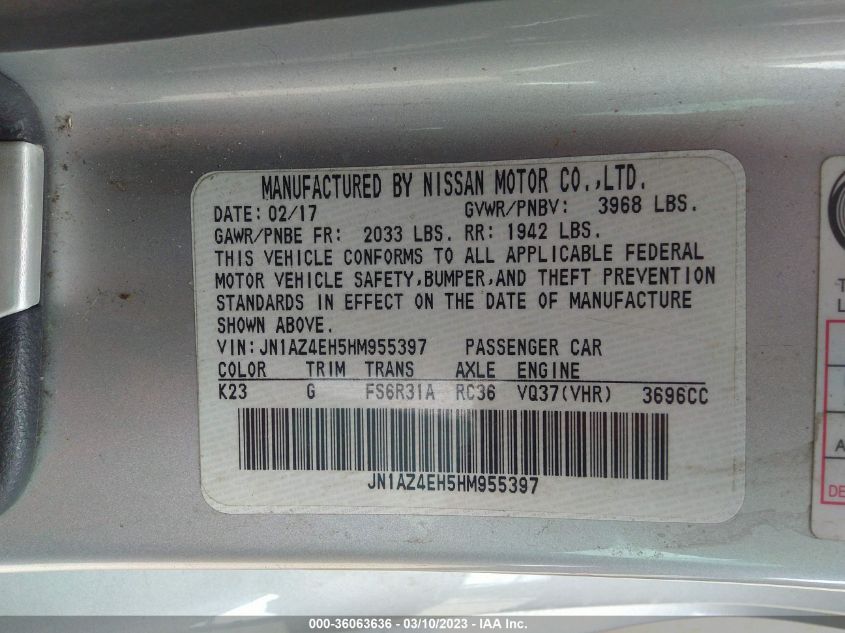 MANUFACTURED BY NISSAN MOTOR CO.,LTD.
DATE: 02/17 GVWR/PNBV: 3968 LBS.
GAWR/PNBE FR: 2033 LBS. RR: 1942 LBS.
THIS VEHICLE CONFORMS TO ALL APPLICABLE FEDERAL
MOTOR VEHICLE SAFETY,BUMPER,AND THEFT PREVENTION
STANDARDS IN EFFECT ON THE DATE OF MANUFACTURE
SHOWN ABOVE.
VIN:JN1AZ4EH5HM955397 PASSENGER CAR
COLOR TRIM TRANS AXLE ENGINE
K23 G FS6R31A RC36 VQ37(VHR) 3696CC
JN1AZ4EH5HM955397
000-36063636 — 03/10/2023 — IAA Inc.